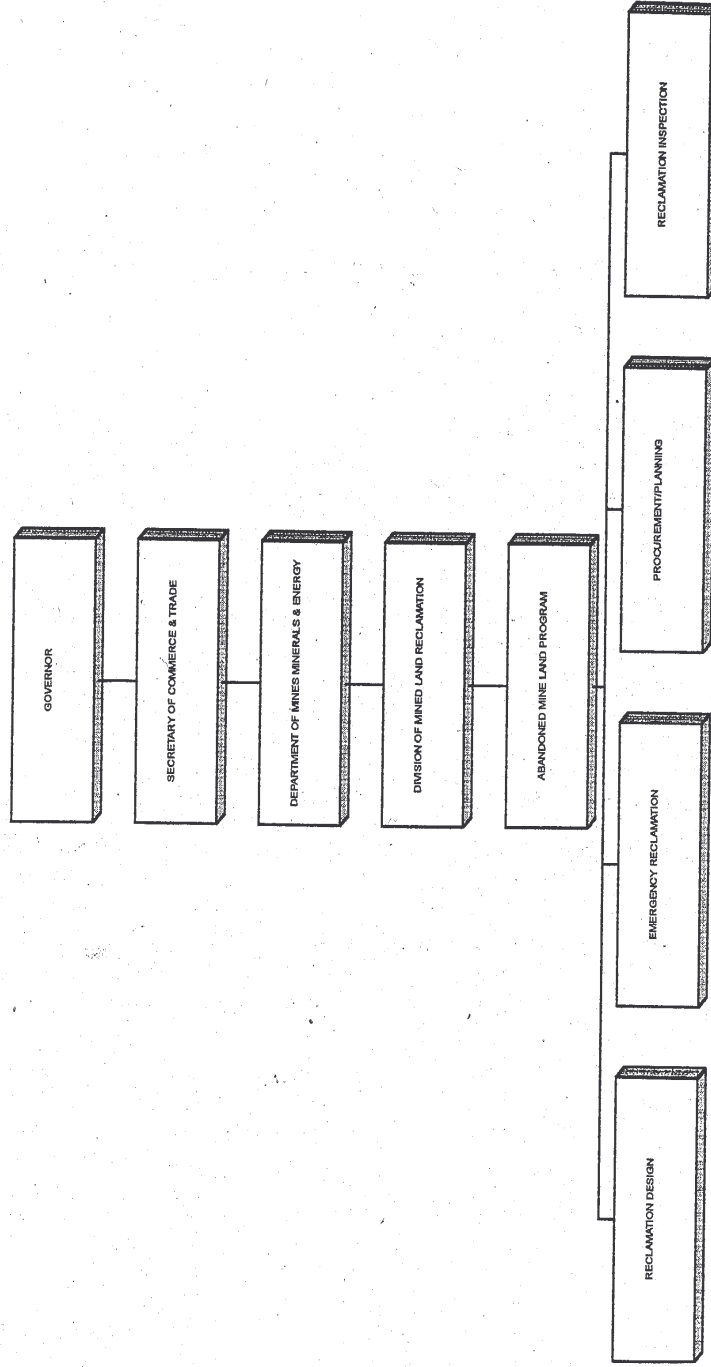 GOVERNOR
SECRETARY OF COMMERCE & TRADE
DEPARTMENT OF MINES MINERALS & ENERGY
DIVISION OF MINED LAND RECLAMATION
ABANDONED MINE LAND PROGRAM
RECLAMATION DESIGN
EMERGENCY RECLAMATION
PROCUREMENT/PLANNING
RECLAMATION INSPECTION